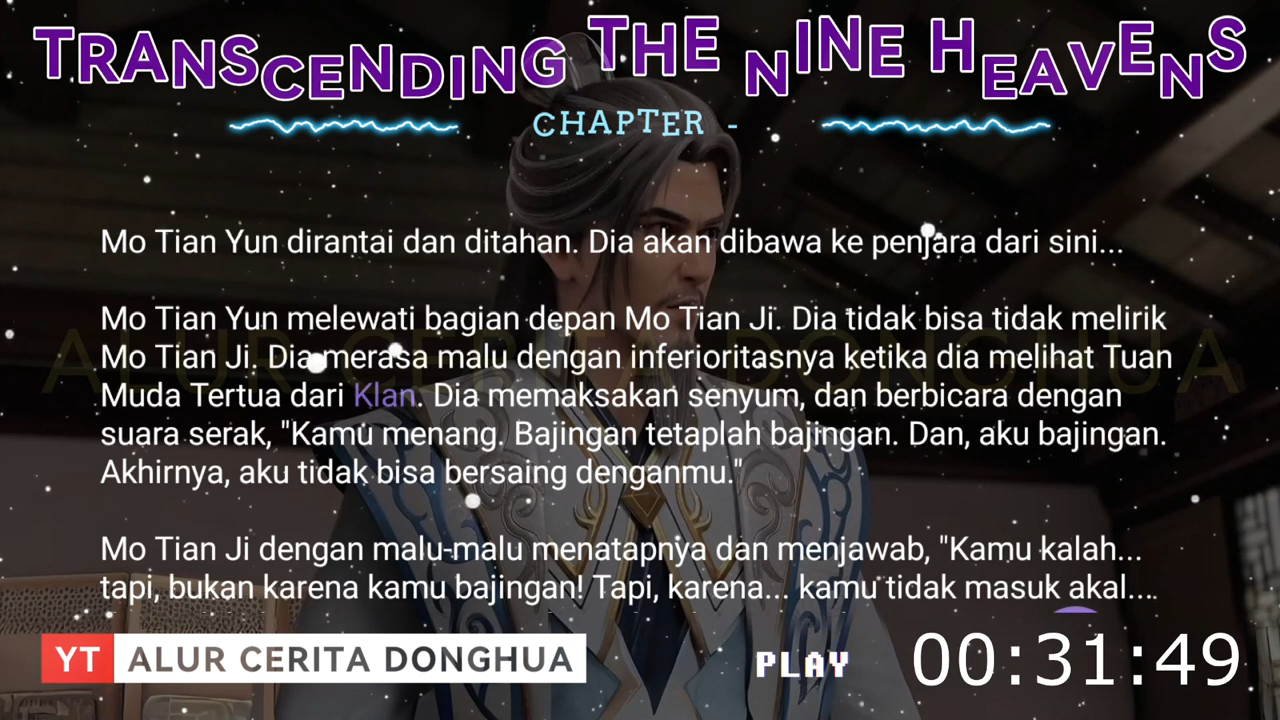 TRANSCENDING THE NINE HEAVENS
CHAPTER -
Mo Tian Yun dirantai dan ditahan. Dia akan dibawa ke penjara dari sini...
Mo Tian Yun melewati bagian depan Mo Tian Ji. Dia tidak bisa tidak melirik
Mo Tian Ji. Dia merasa malu dengan inferioritasnya ketika dia melihat Tuan
Muda Tertua dari Klan. Dia memaksakan senyum, dan berbicara dengan
suara serak, "Kamu menang. Bajingan tetaplah bajingan. Dan, aku bajingan.
Akhirnya, aku tidak bisa bersaing denganmu."
Mo Tian Ji dengan malu-malu menatapnya dan menjawab, "Kamu kalah...
tapi, bukan karena kamu bajingan! Tapi, karena... kamu tidak masuk akal...
ALUR CERITA DONGHUA
YT ALUR CERITA DONGHUA
PLAY
00:31:49